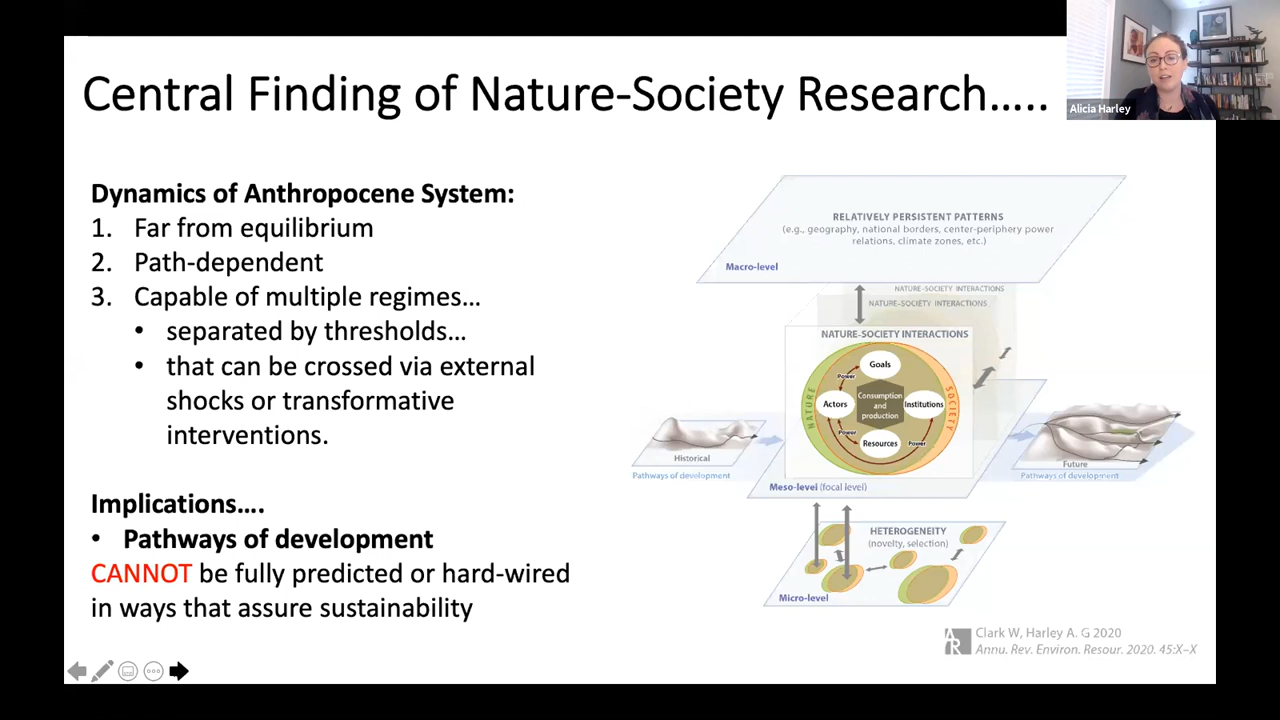 Central Finding of Nature-Society Research…..
Alicia Harley
Dynamics of Anthropocene System:
1. Far from equilibrium
2. Path-dependent
3. Capable of multiple regimes…
• separated by thresholds…
• that can be crossed via external
shocks or transformative
interventions.
Implications….
• Pathways of development
CANNOT be fully predicted or hard-wired
in ways that assure sustainability
RELATIVELY PERSISTENT PATTERNS
(e.g., geography, national borders, center-periphery power
relations, climate zones, etc.)
Macro-level
NATURE-SOCIETY INTERACTIONS
NATURE-SOCIETY INTERACTIONS
NATURE-SOCIETY INTERACTIONS
Goals
Power
NATURE
Actors
Consumption
and
production
Institutions
SOCIETY
Power
Resources
Power
Historical
Pathways of development
Future
Pathways of development
Meso-level (focal level)
HETEROGENEITY
(novelty, selection)
Micro-level
AR
Clark W, Harley A. G 2020
Annu. Rev. Environ. Resour. 2020. 45:X–X